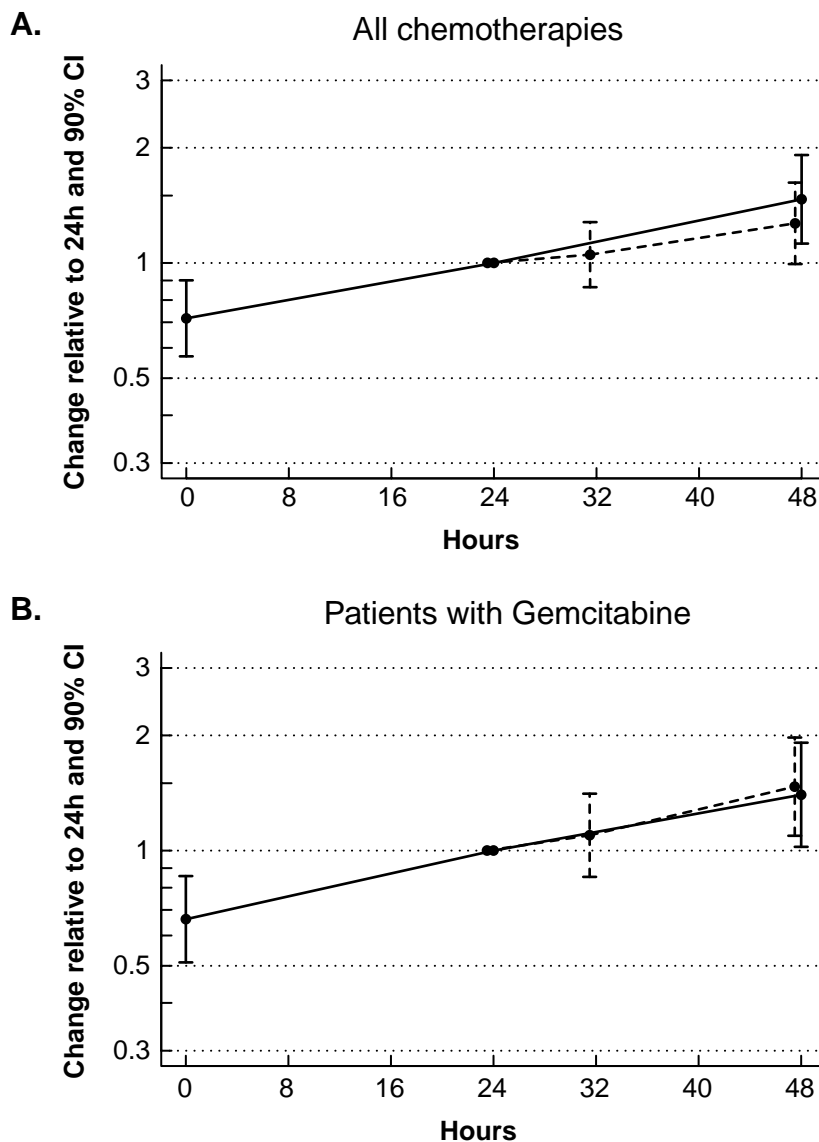 A.
All chemotherapies
Change relative to 24h and 90% CI
3
2
1
0.5
0.3
0 8 16 24 32 40 48
Hours
B.
Patients with Gemcitabine
Change relative to 24h and 90% CI
3
2
1
0.5
0.3
0 8 16 24 32 40 48
Hours